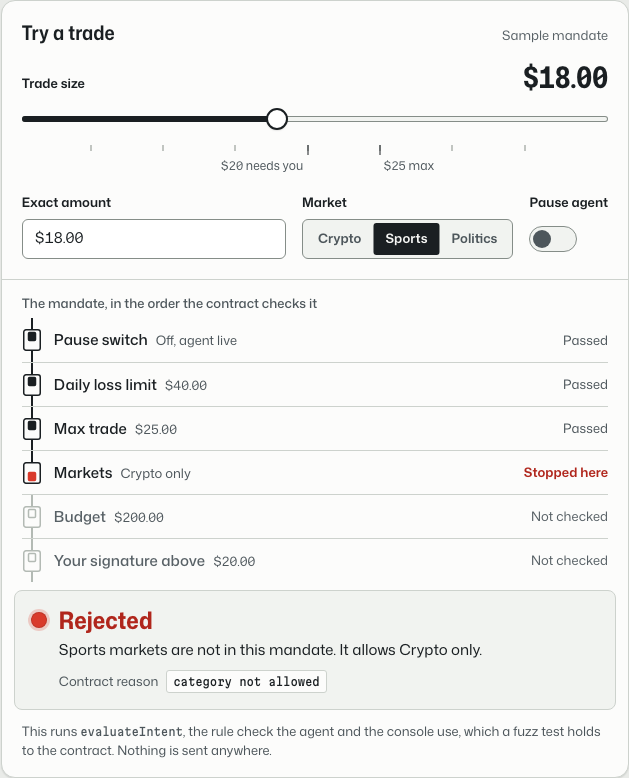 Try a trade
Sample mandate
Trade size
$18.00
$20 needs you
$25 max
Exact amount
Market
Pause agent
$18.00
Crypto
Sports
Politics
The mandate, in the order the contract checks it
Pause switch Off, agent live Passed
Daily loss limit $40.00 Passed
Max trade $25.00 Passed
Markets Crypto only Stopped here
Budget $200.00 Not checked
Your signature above $20.00 Not checked
Rejected
Sports markets are not in this mandate. It allows Crypto only.
Contract reason category not allowed
This runs evaluateIntent, the rule check the agent and the console use, which a fuzz test holds
to the contract. Nothing is sent anywhere.